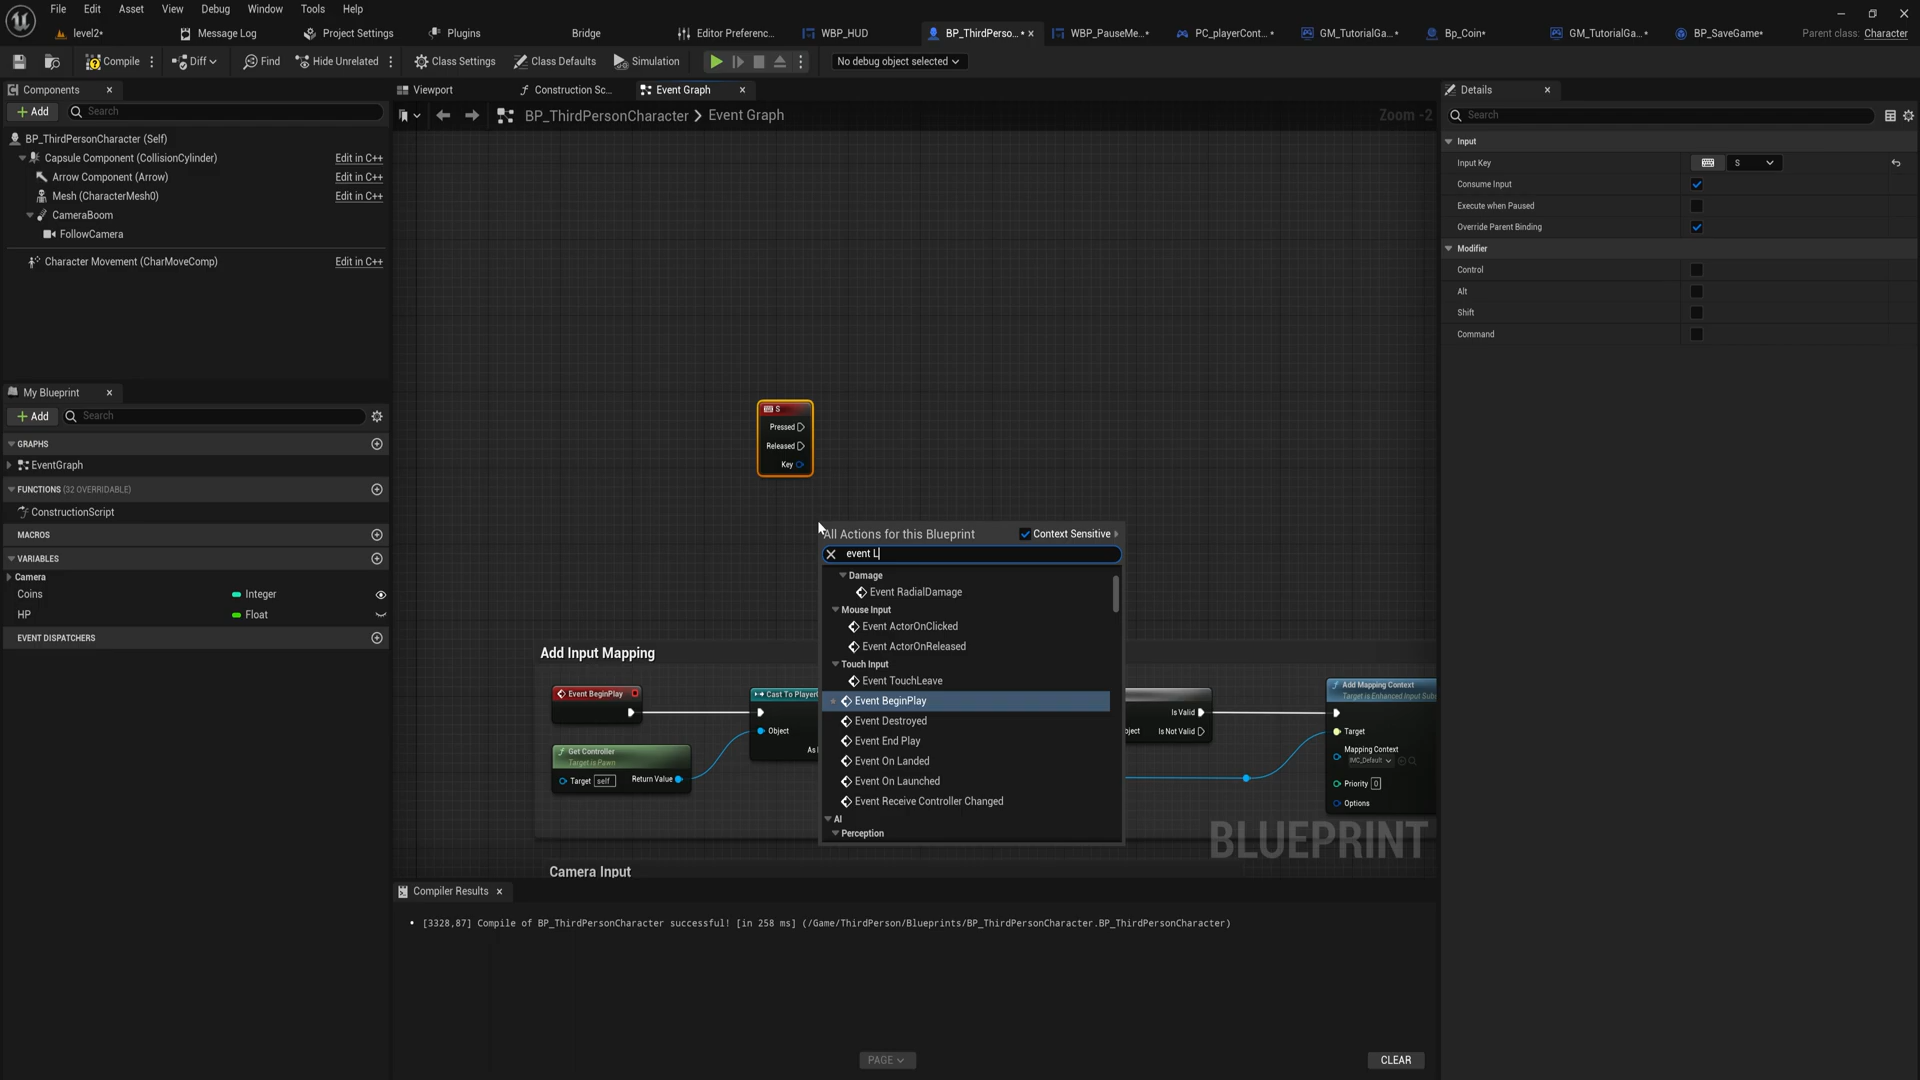 File Edit Asset View Debug Window Tools Help
level2* Message Log Project Settings Plugins Bridge Editor Preferenc... WBP_HUD BP_ThirdPerso...* WBP_PauseMe...* PC_playerCont...* GM_TutorialGa...* Bp_Coin* GM_TutorialGa...* BP_SaveGame* Parent class: Character
Compile Diff Find Hide Unrelated Class Settings Class Defaults Simulation No debug object selected
Components
Add Search
BP_ThirdPersonCharacter (Self)
Capsule Component (CollisionCylinder) Edit in C++
Arrow Component (Arrow) Edit in C++
Mesh (CharacterMesh0) Edit in C++
CameraBoom
FollowCamera
Character Movement (CharMoveComp) Edit in C++
My Blueprint
Add Search
GRAPHS
EventGraph
FUNCTIONS (32 OVERRIDABLE)
ConstructionScript
MACROS
VARIABLES
Camera
Coins Integer
HP Float
EVENT DISPATCHERS
Viewport Construction Sc... Event Graph
BP_ThirdPersonCharacter Event Graph Zoom -2
S
Pressed
Released
Key
All Actions for this Blueprint Context Sensitive
event L
Damage
Event RadialDamage
Mouse Input
Event ActorOnClicked
Event ActorOnReleased
Touch Input
Event TouchLeave
Event BeginPlay
Event Destroyed
Event End Play
Event On Landed
Event On Launched
Event Receive Controller Changed
AI
Perception
Add Input Mapping
Event BeginPlay
Get Controller
Target is Pawn
Target self Return Value
Cast To Player
Object
As
Is Valid
Is Not Valid
Add Mapping Context
Target is Enhanced Input Subs
Target
Mapping Context
IMC_Default
Priority 0
Options
BLUEPRINT
Camera Input
Compiler Results
[3328,87] Compile of BP_ThirdPersonCharacter successful! [in 258 ms] (/Game/ThirdPerson/Blueprints/BP_ThirdPersonCharacter.BP_ThirdPersonCharacter)
PAGE CLEAR
Details
Search
Input
Input Key S
Consume Input
Execute when Paused
Override Parent Binding
Modifier
Control
Alt
Shift
Command